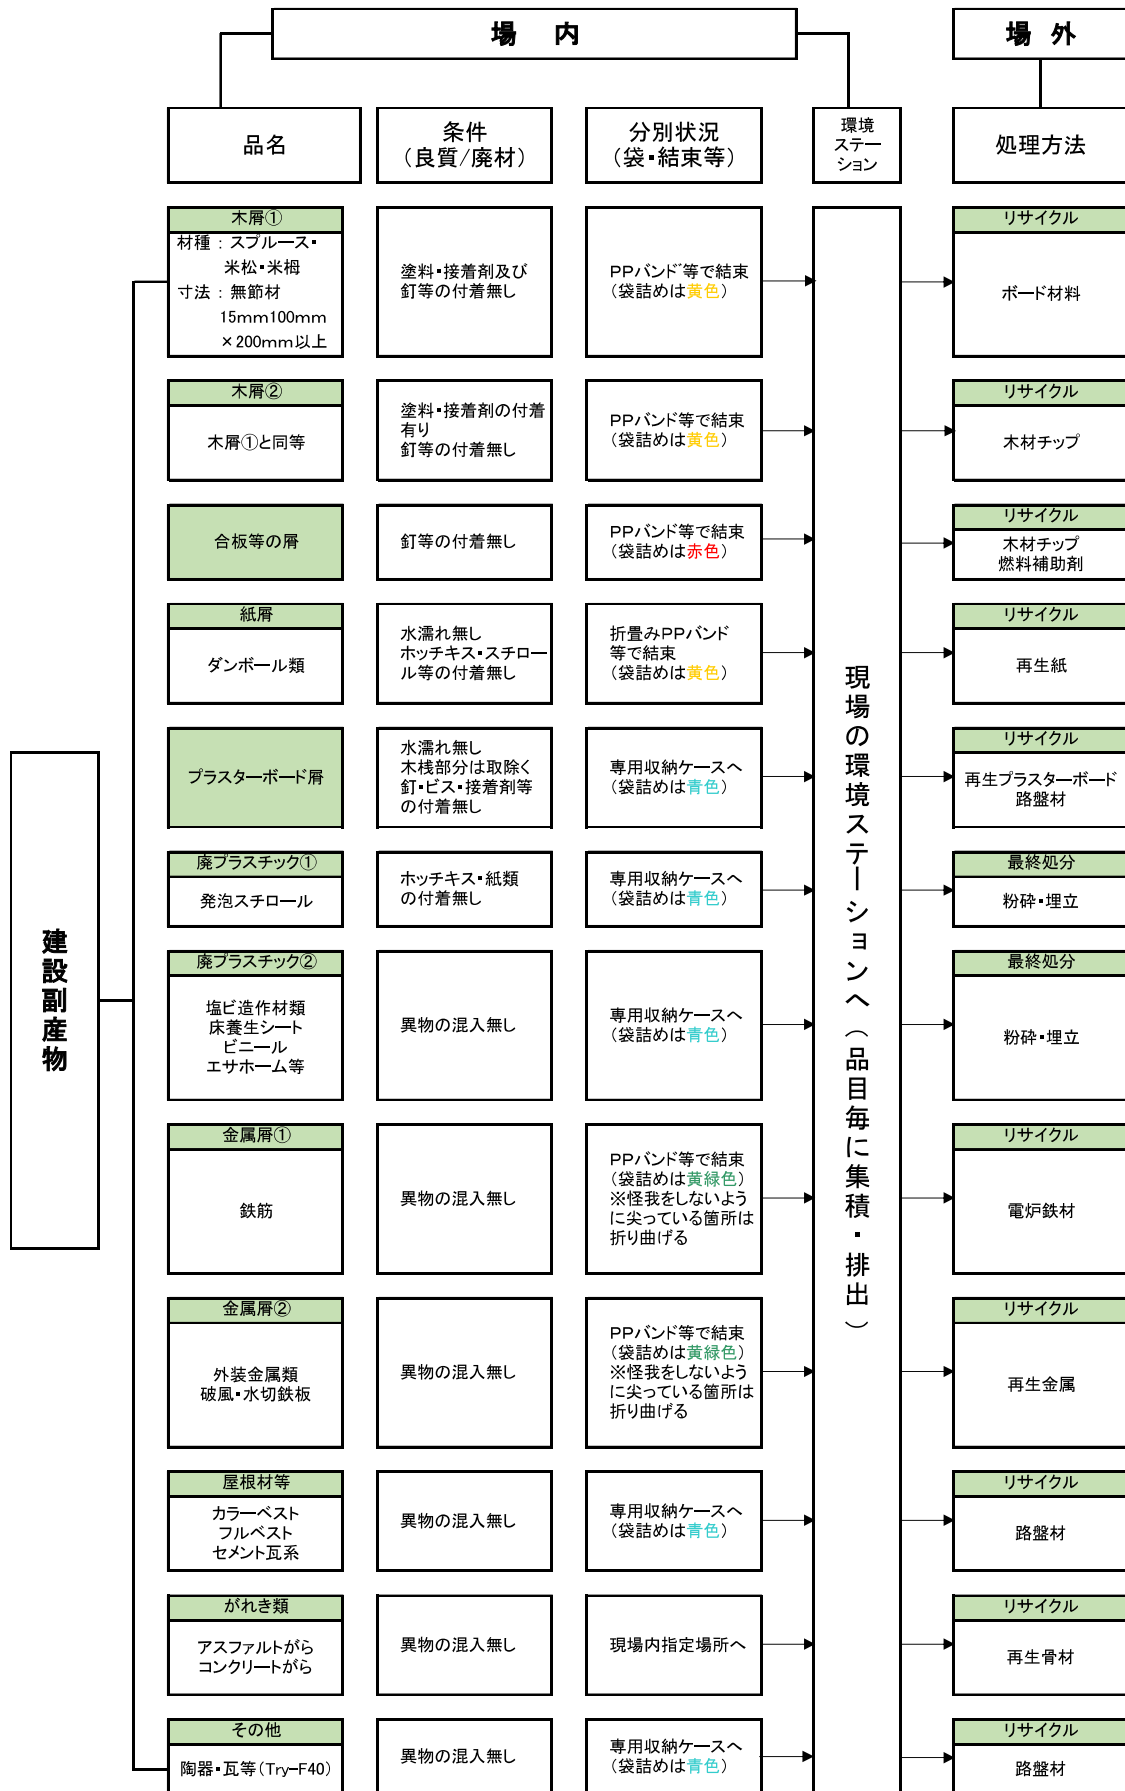 場 内
場 外
品名
条件
（良質/廃材）
分別状況
（袋・結束等）
環境
ステー
ション
処理方法
建設副産物
木屑①
材種 : スプルース・
米松・米栂
寸法 : 無節材
15mm100mm
×200mm以上
塗料・接着剤及び
釘等の付着無し
PPバンド等で結束
（袋詰めは黄色）
リサイクル
ボード材料
木屑②
木屑①と同等
塗料・接着剤の付着
有り
釘等の付着無し
PPバンド等で結束
（袋詰めは黄色）
リサイクル
木材チップ
合板等の屑
釘等の付着無し
PPバンド等で結束
（袋詰めは赤色）
リサイクル
木材チップ
燃料補助剤
紙屑
ダンボール類
水濡れ無し
ホッチキス・スチロー
ル等の付着無し
折畳みPPバンド
等で結束
（袋詰めは黄色）
リサイクル
再生紙
現場の環境ステーションへ（品目毎に集積・排出）
プラスターボード屑
水濡れ無し
木桟部分は取除く
釘・ビス・接着剤等
の付着無し
専用収納ケースへ
（袋詰めは青色）
リサイクル
再生プラスターボード
路盤材
廃プラスチック①
発泡スチロール
ホッチキス・紙類
の付着無し
専用収納ケースへ
（袋詰めは青色）
最終処分
粉砕・埋立
廃プラスチック②
塩ビ造作材類
床養生シート
ビニール
エサホーム等
異物の混入無し
専用収納ケースへ
（袋詰めは青色）
最終処分
粉砕・埋立
金属屑①
鉄筋
異物の混入無し
PPバンド等で結束
（袋詰めは黄緑色）
※怪我をしないよう
に尖っている箇所は
折り曲げる
リサイクル
電炉鉄材
金属屑②
外装金属類
破風・水切鉄板
異物の混入無し
PPバンド等で結束
（袋詰めは黄緑色）
※怪我をしないよう
に尖っている箇所は
折り曲げる
リサイクル
再生金属
屋根材等
カラーベスト
フルベスト
セメント瓦系
異物の混入無し
専用収納ケースへ
（袋詰めは青色）
リサイクル
路盤材
がれき類
アスファルトがら
コンクリートがら
異物の混入無し
現場内指定場所へ
リサイクル
再生骨材
その他
陶器・瓦等(Try-F40)
異物の混入無し
専用収納ケースへ
（袋詰めは青色）
リサイクル
路盤材